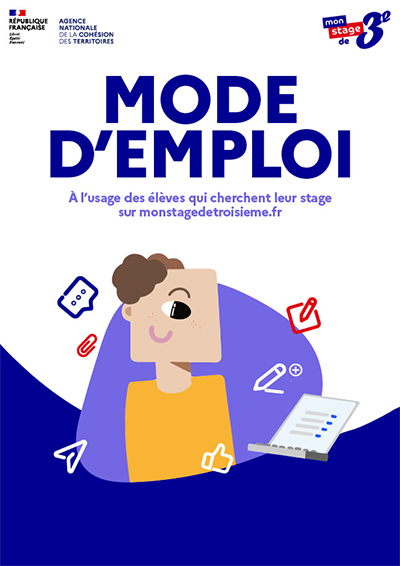 RÉPUBLIQUE
FRANÇAISE
Liberté
Égalité
Fraternité
AGENCE
NATIONALE
DE LA COHÉSION
DES TERRITOIRES
mon
stage
de
3e
MODE
D'EMPLOI
À l'usage des élèves qui cherchent leur stage
sur monstagedetroisieme.fr